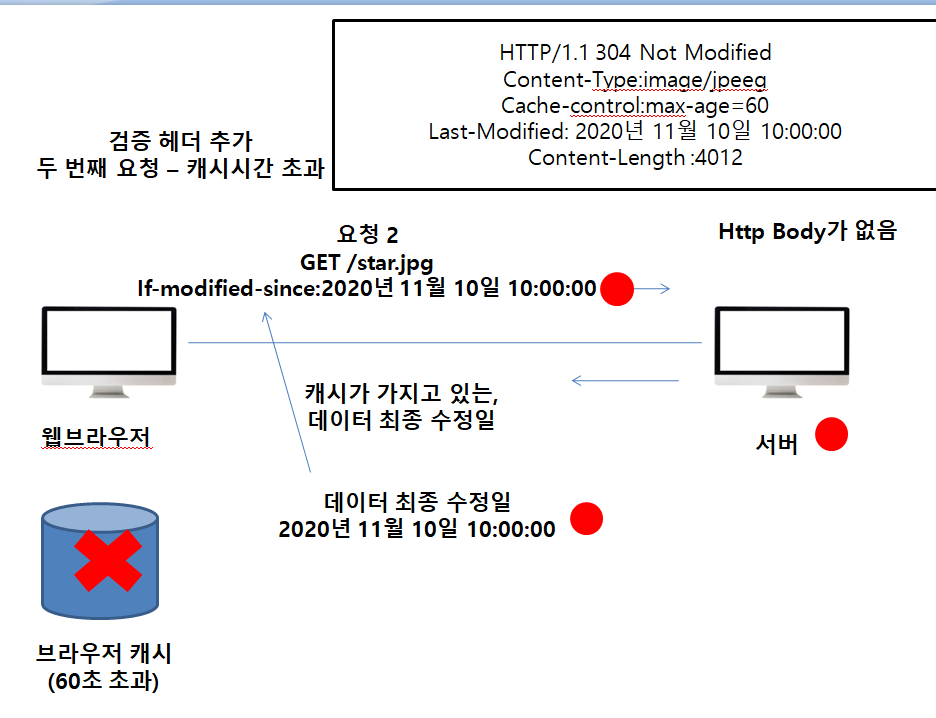 HTTP/1.1 304 Not Modified
Content-Type:image/jpeeg
Cache-control:max-age=60
Last-Modified: 2020년 11월 10일 10:00:00
Content-Length :4012
검증 헤더 추가
두 번째 요청 – 캐시시간 초과
요청 2
GET /star.jpg
If-modified-since:2020년 11월 10일 10:00:00
Http Body가 없음
캐시가 가지고 있는,
데이터 최종 수정일
웹브라우저
서버
데이터 최종 수정일
2020년 11월 10일 10:00:00
브라우저 캐시
(60초 초과)